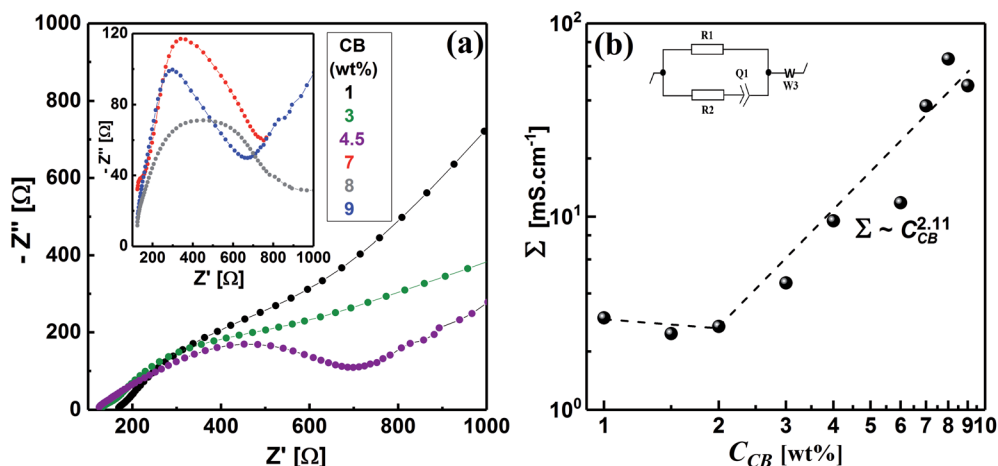 (a)
- Z'' [Ω]
1000
800
600
400
200
0
200
400
600
800
1000
Z' [Ω]
- Z'' [Ω]
120
80
40
0
200
400
600
800
1000
Z' [Ω]
CB
(wt%)
1
3
4.5
7
8
9
(b)
Σ [mS.cm⁻¹]
10²
10¹
10⁰
R1
Q1
R2
W
W3
Σ ~ C_CB^2.11
1 2 3 4 5 6 7 8 9 10
C_CB [wt%]